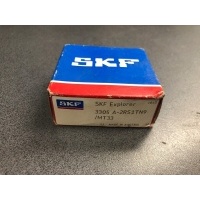 SKF
SKF
SKF Explorer
3306 A-2RS1TN9
/MT33